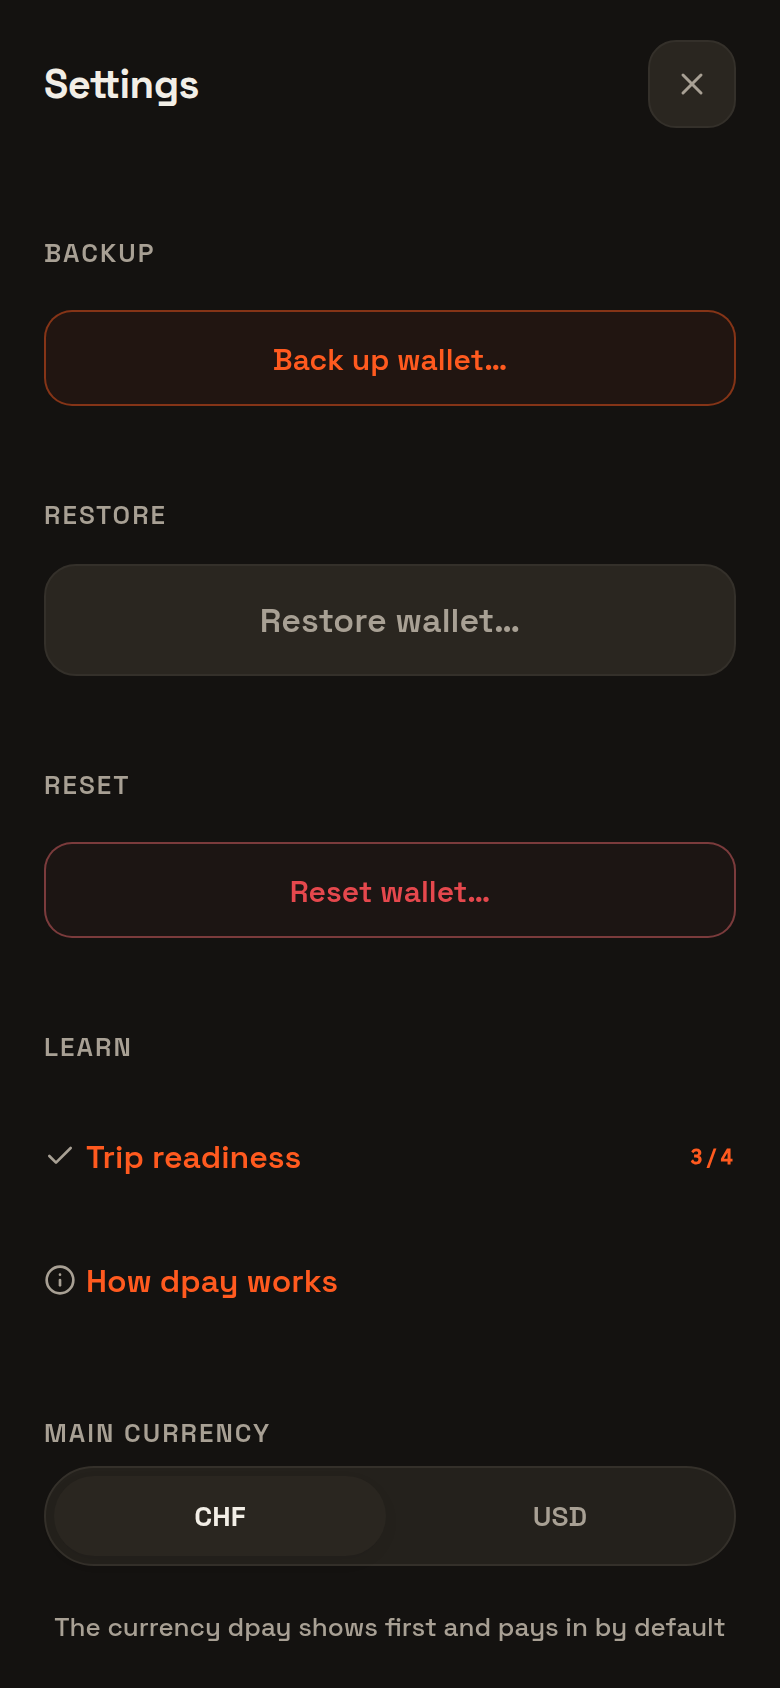 Settings
BACKUP
Back up wallet…
RESTORE
Restore wallet…
RESET
Reset wallet…
LEARN
Trip readiness 3/4
How dpay works
MAIN CURRENCY
CHF USD
The currency dpay shows first and pays in by default